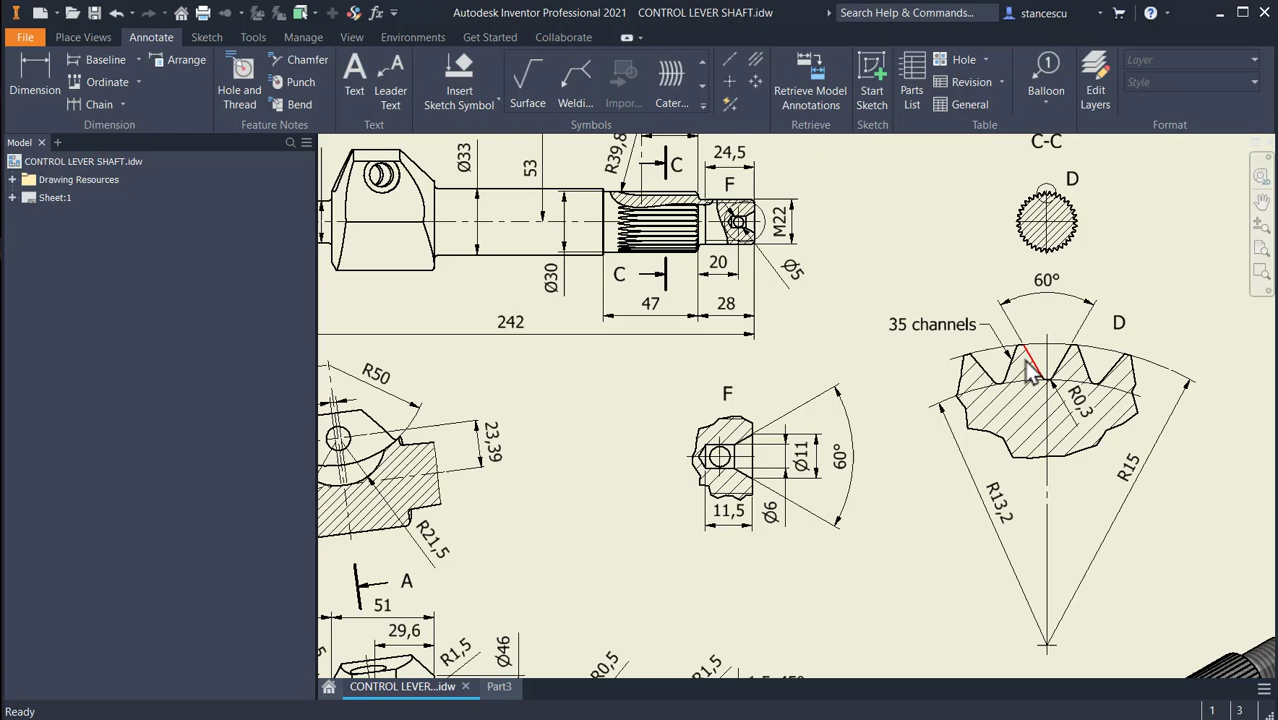 Autodesk Inventor Professional 2021 CONTROL LEVER SHAFT.idw
Search Help & Commands...
stancescu
File Place Views Annotate Sketch Tools Manage View Environments Get Started Collaborate
Dimension
Baseline
Ordinate
Chain
Arrange
Dimension
Hole and Thread
Chamfer
Punch
Bend
Feature Notes
Text
Leader Text
Text
Insert Sketch Symbol
Surface
Weldi...
Impor...
Cater...
Symbols
Retrieve Model Annotations
Retrieve
Start Sketch
Sketch
Parts List
Hole
Revision
General
Table
Balloon
Edit Layers
Layer
Style
Format
Model
CONTROL LEVER SHAFT.idw
Drawing Resources
Sheet:1
Ø33
53
R39,8
C
24,5
F
M22
Ø30
C
20
Ø5
47
28
242
C-C
D
60°
35 channels
D
R0,3
R13,2
R15
R50
23,39
R21,5
A
51
29,6
R1,5
Ø46
F
Ø11
60°
11,5
Ø6
R0,5
R1,5
CONTROL LEVER...idw
Part3
Ready
1 3